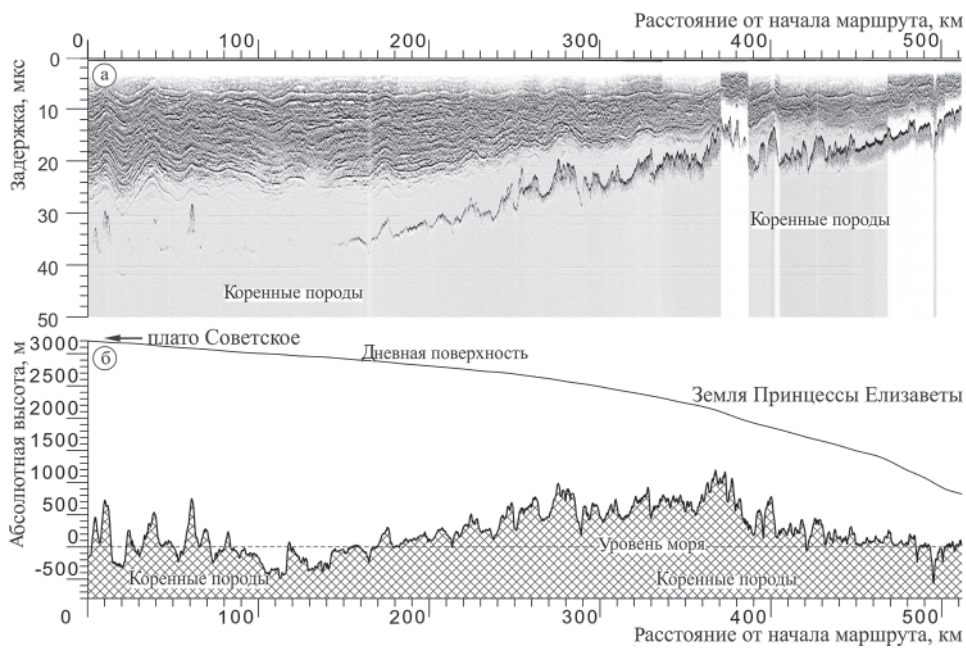 Расстояние от начала маршрута, км
0 100 200 300 400 500
Задержка, мкс
0
10
20
30
40
50
а
Коренные породы
Коренные породы
плато Советское
Дневная поверхность
Земля Принцессы Елизаветы
б
Абсолютная высота, м
3000
2500
2000
1500
1000
500
0
-500
Уровень моря
Коренные породы
Коренные породы
0 100 200 300 400 500
Расстояние от начала маршрута, км